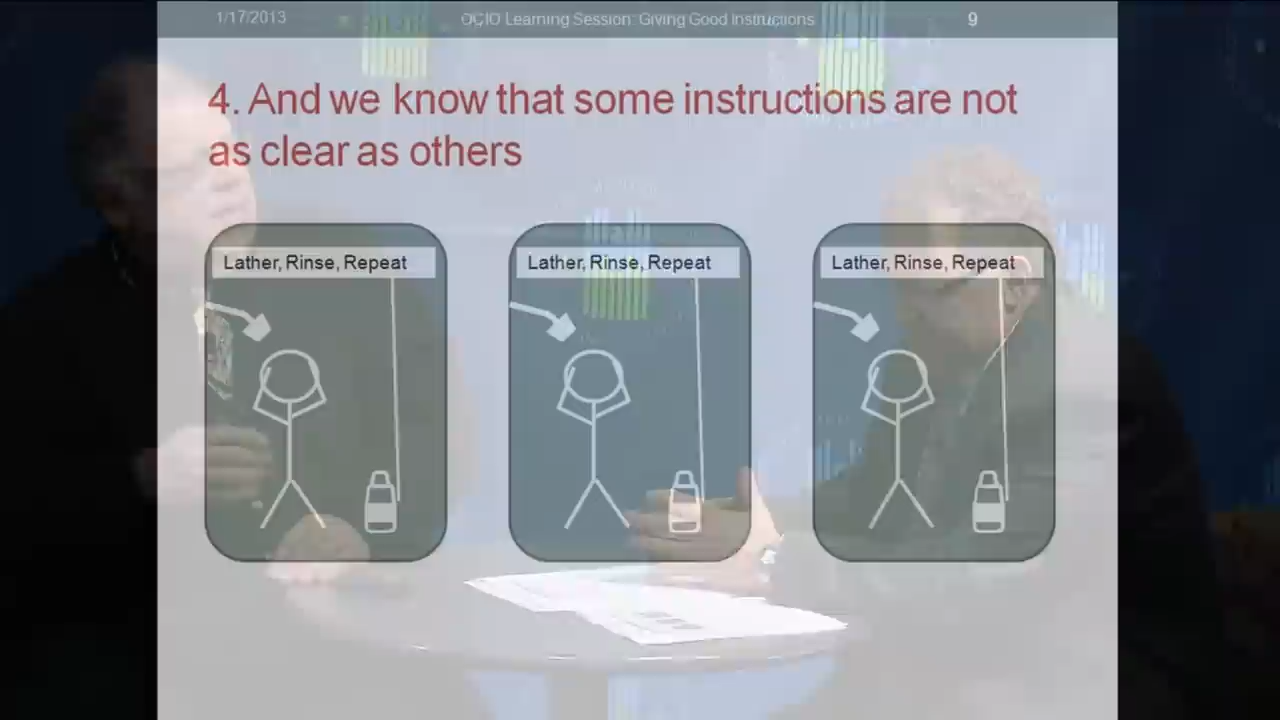 1/17/2013 OCIO Learning Session: Giving Good Instructions 9
4. And we know that some instructions are not
as clear as others
Lather, Rinse, Repeat
Lather, Rinse, Repeat
Lather, Rinse, Repeat